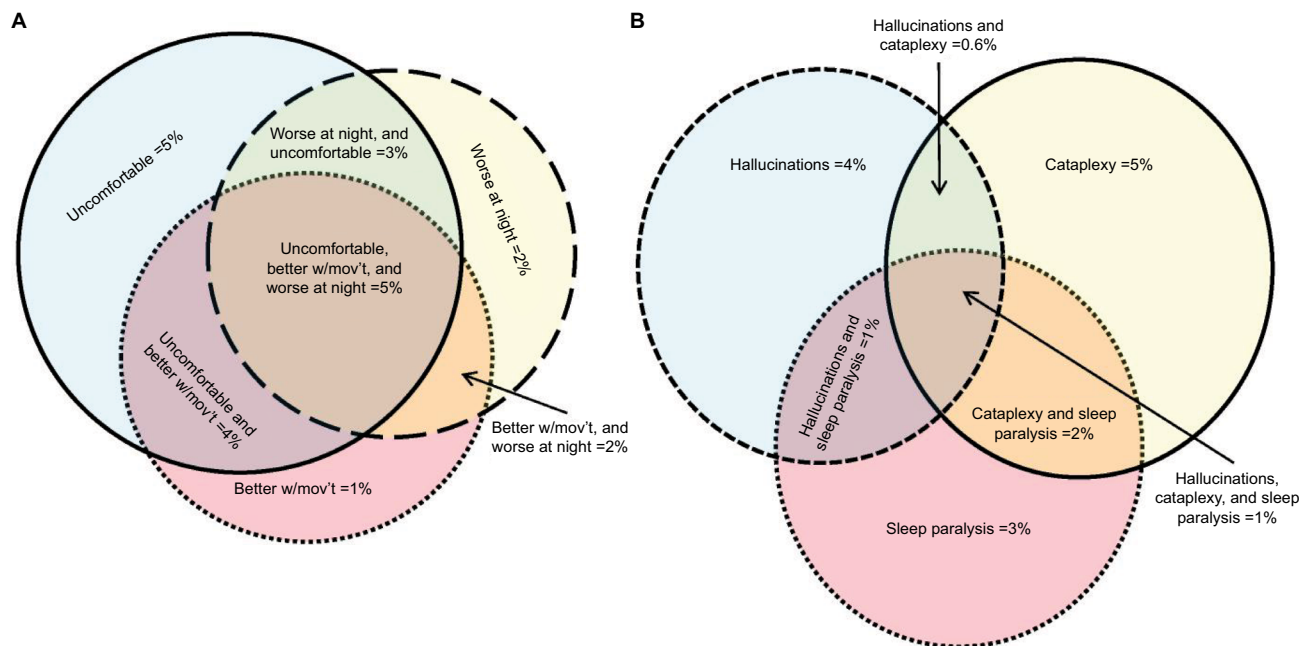 A
Uncomfortable =5%
Worse at night, and
uncomfortable =3%
Worse at
night =2%
Uncomfortable,
better w/mov't, and
worse at night =5%
Uncomfortable and
better w/mov't =4%
Better w/mov't, and
worse at night =2%
Better w/mov't =1%
B
Hallucinations and
cataplexy =0.6%
Hallucinations =4%
Cataplexy =5%
Hallucinations and
sleep paralysis =1%
Cataplexy and sleep
paralysis =2%
Hallucinations,
cataplexy, and sleep
paralysis =1%
Sleep paralysis =3%